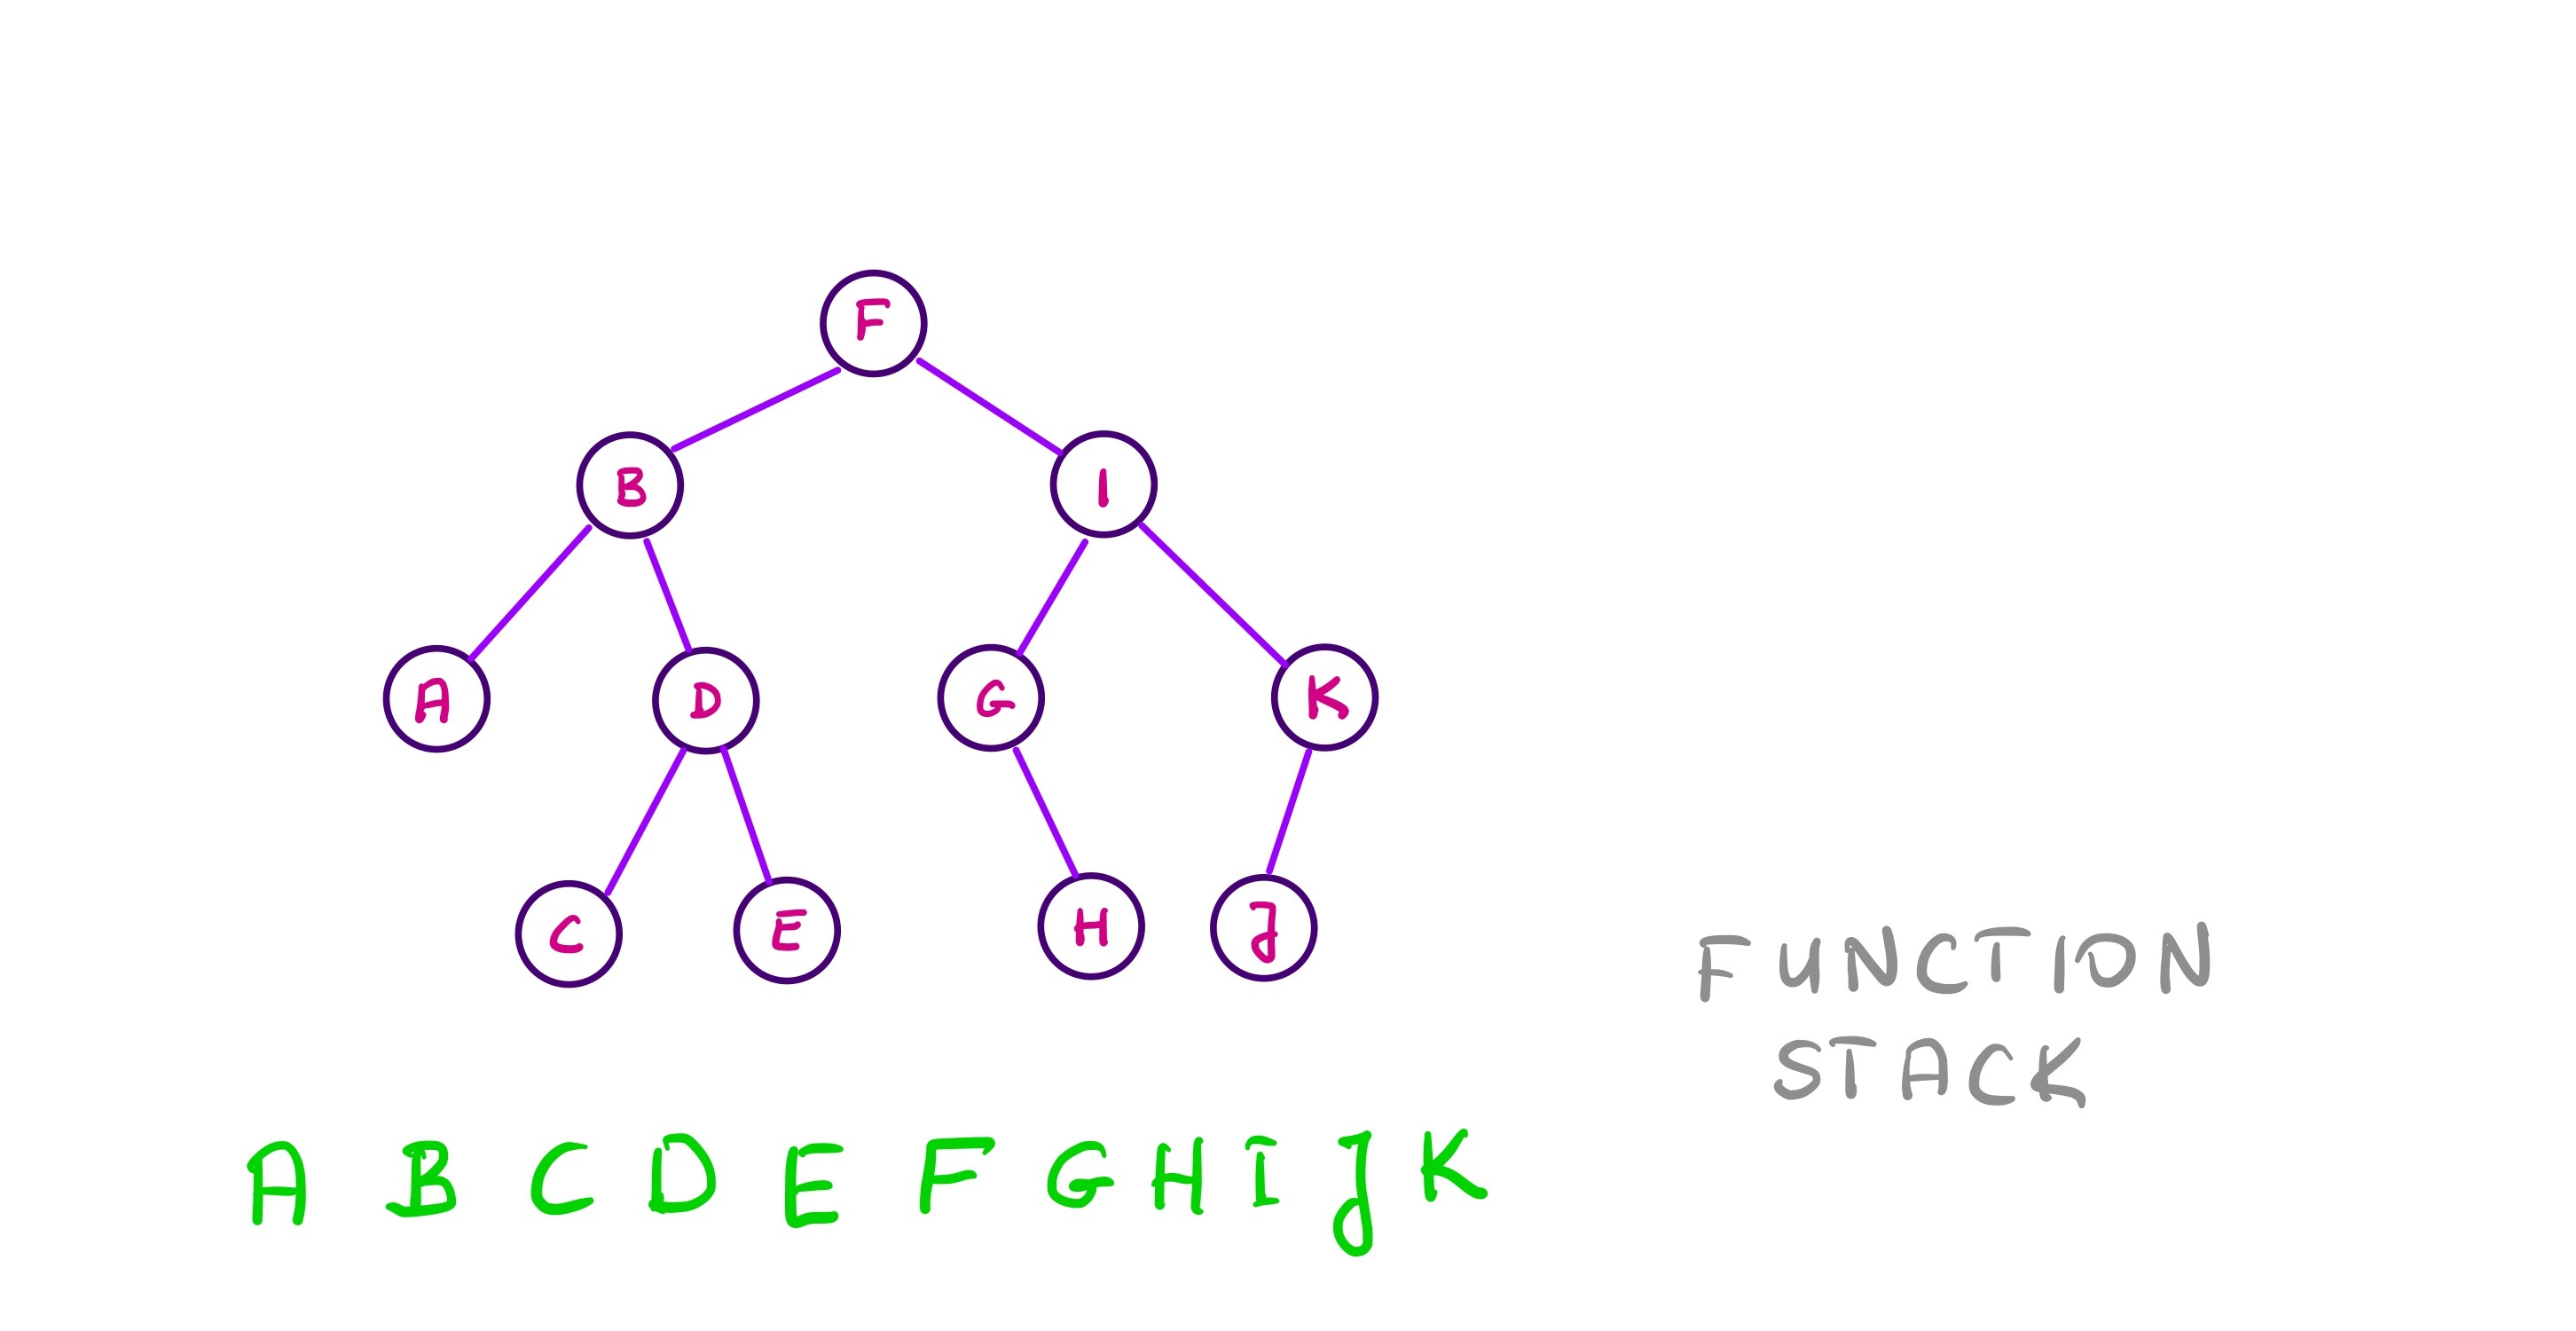 F
B I
A D G K
C E H J
FUNCTION
STACK
A B C D E F G H I J K